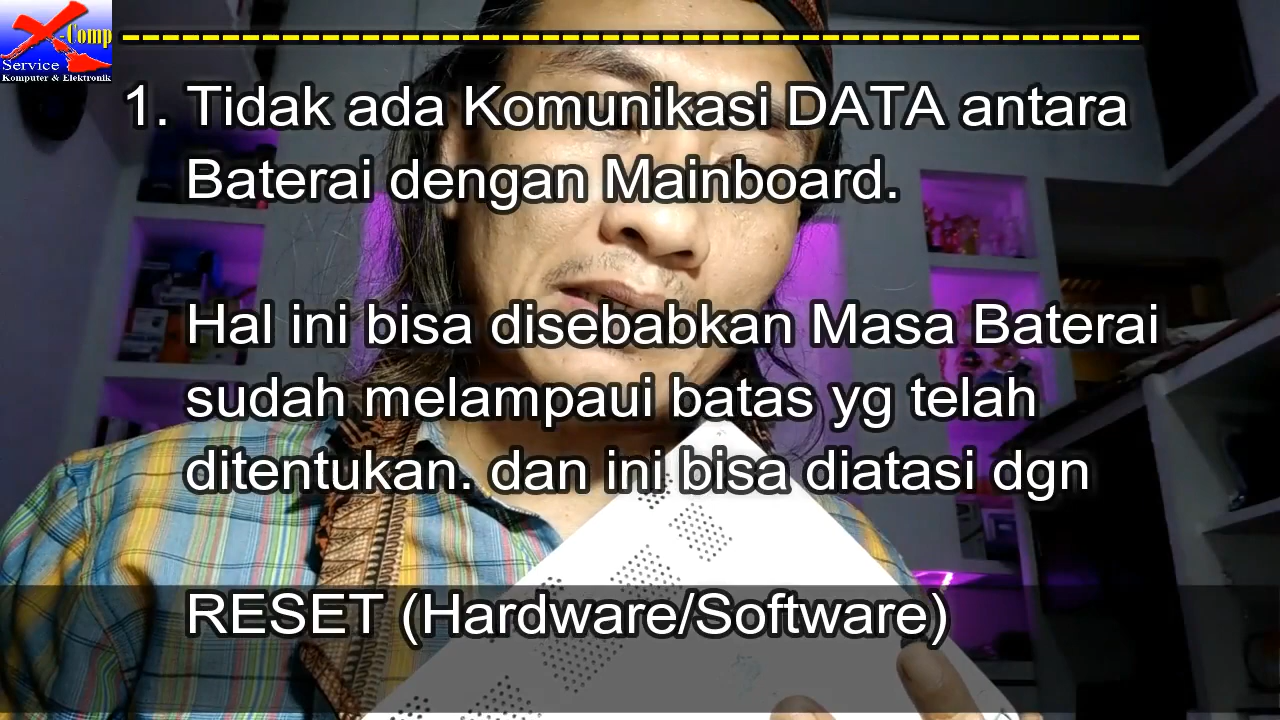 -Comp
Service
Komputer & Elektronik
1. Tidak ada Komunikasi DATA antara
Baterai dengan Mainboard.
Hal ini bisa disebabkan Masa Baterai
sudah melampaui batas yg telah
ditentukan. dan ini bisa diatasi dgn
RESET (Hardware/Software)